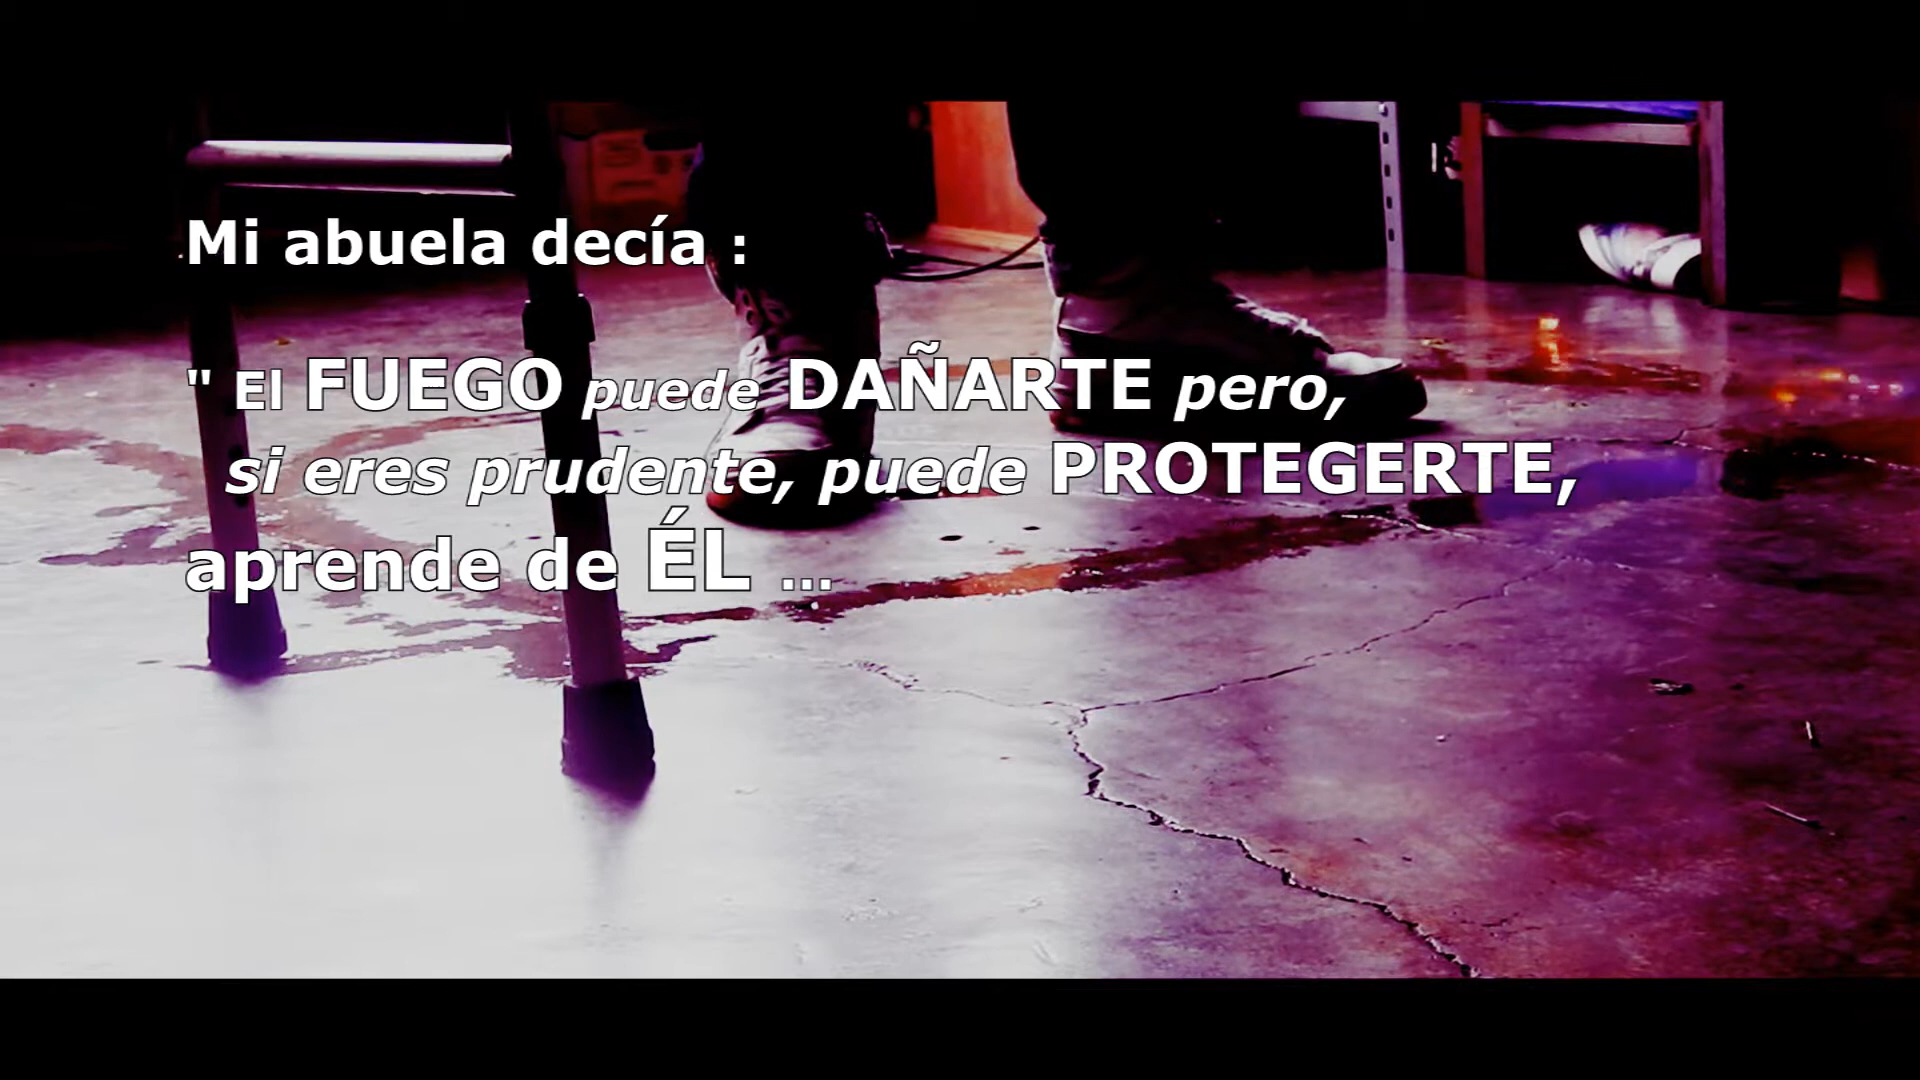 Mi abuela decía :
" El FUEGO puede DAÑARTE pero,
si eres prudente, puede PROTEGERTE,
aprende de ÉL ...